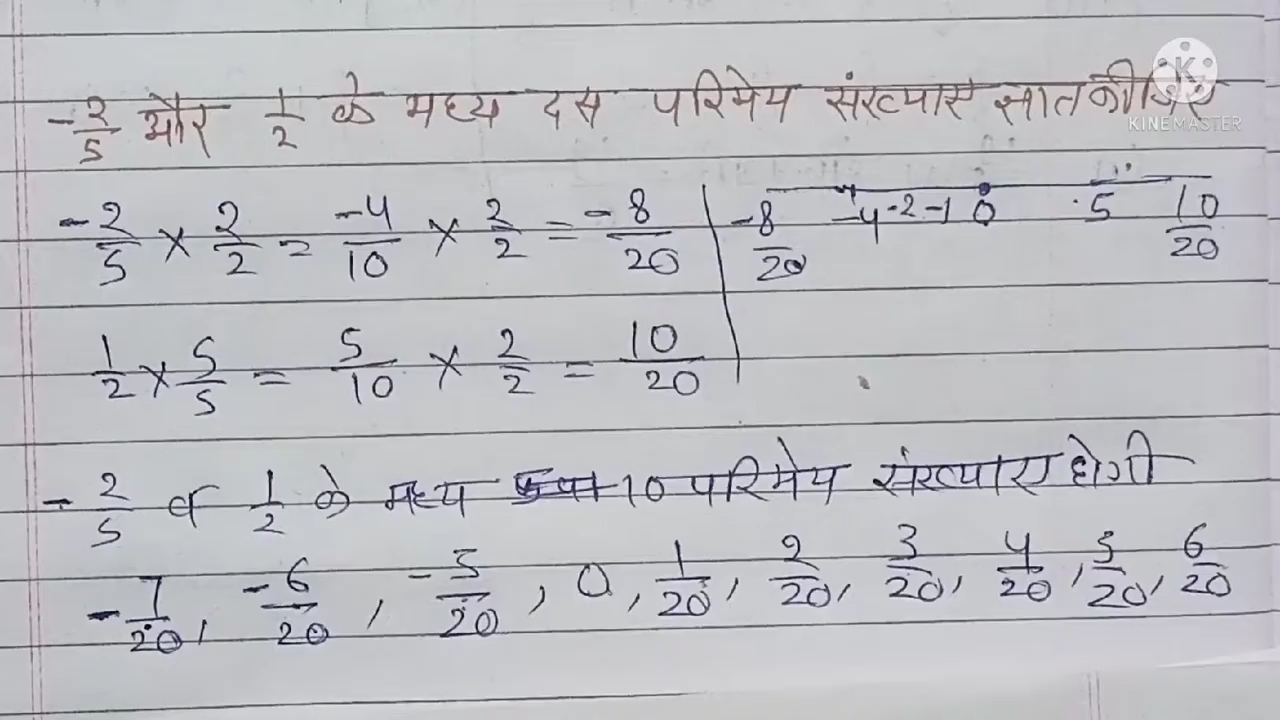 -2/5 और 1/2 के मध्य दस परिमेय संख्याए ज्ञात कीजिए
KINEMASTER
-2/5 × 2/2 = -4/10 × 2/2 = -8/20
-8/20 -4 -2 -1 0 .5 10/20
1/2 × 5/5 = 5/10 × 2/2 = 10/20
-2/5 व 1/2 के मध्य 10 परिमेय संख्याए होगी
-7/20, -6/20, -5/20, 0, 1/20, 2/20, 3/20, 4/20, 5/20, 6/20